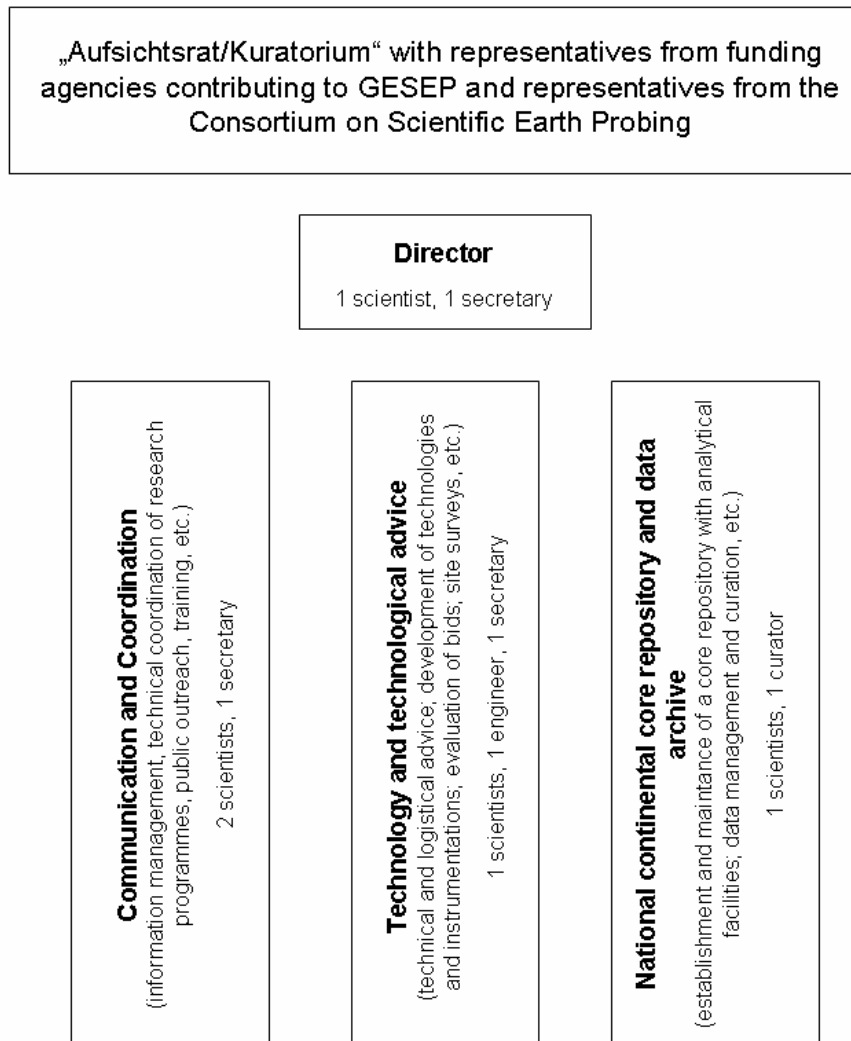 „Aufsichtsrat/Kuratorium“ with representatives from funding
agencies contributing to GESEP and representatives from the
Consortium on Scientific Earth Probing
Director
1 scientist, 1 secretary
Communication and Coordination
(information management, technical coordination of research
programmes, public outreach, training, etc.)
2 scientists, 1 secretary
Technology and technological advice
(technical and logistical advice; development of technologies
and instrumentations; evaluation of bids; site surveys, etc.)
1 scientists, 1 engineer, 1 secretary
National continental core repository and data
archive
(establishment and maintance of a core repository with analytical
facilities; data management and curation, etc.)
1 scientists, 1 curator